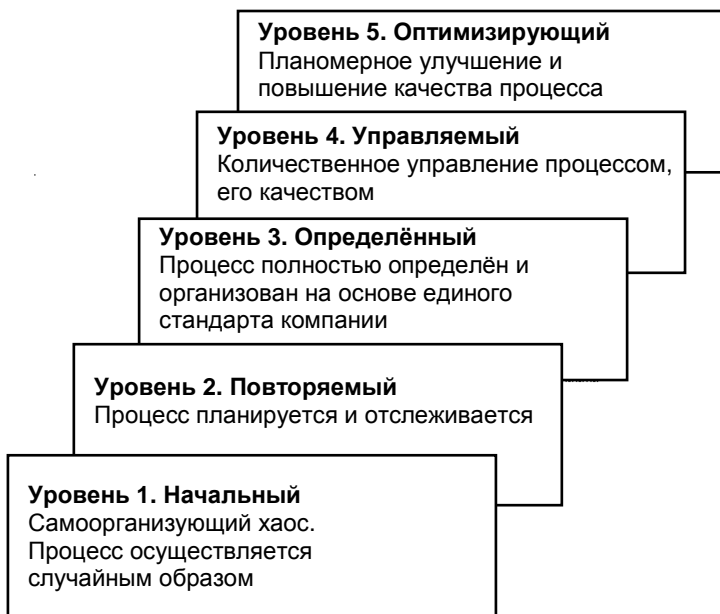 Уровень 5. Оптимизирующий
Планомерное улучшение и
повышение качества процесса
Уровень 4. Управляемый
Количественное управление процессом,
его качеством
Уровень 3. Определённый
Процесс полностью определён и
организован на основе единого
стандарта компании
Уровень 2. Повторяемый
Процесс планируется и отслеживается
Уровень 1. Начальный
Самоорганизующий хаос.
Процесс осуществляется
случайным образом